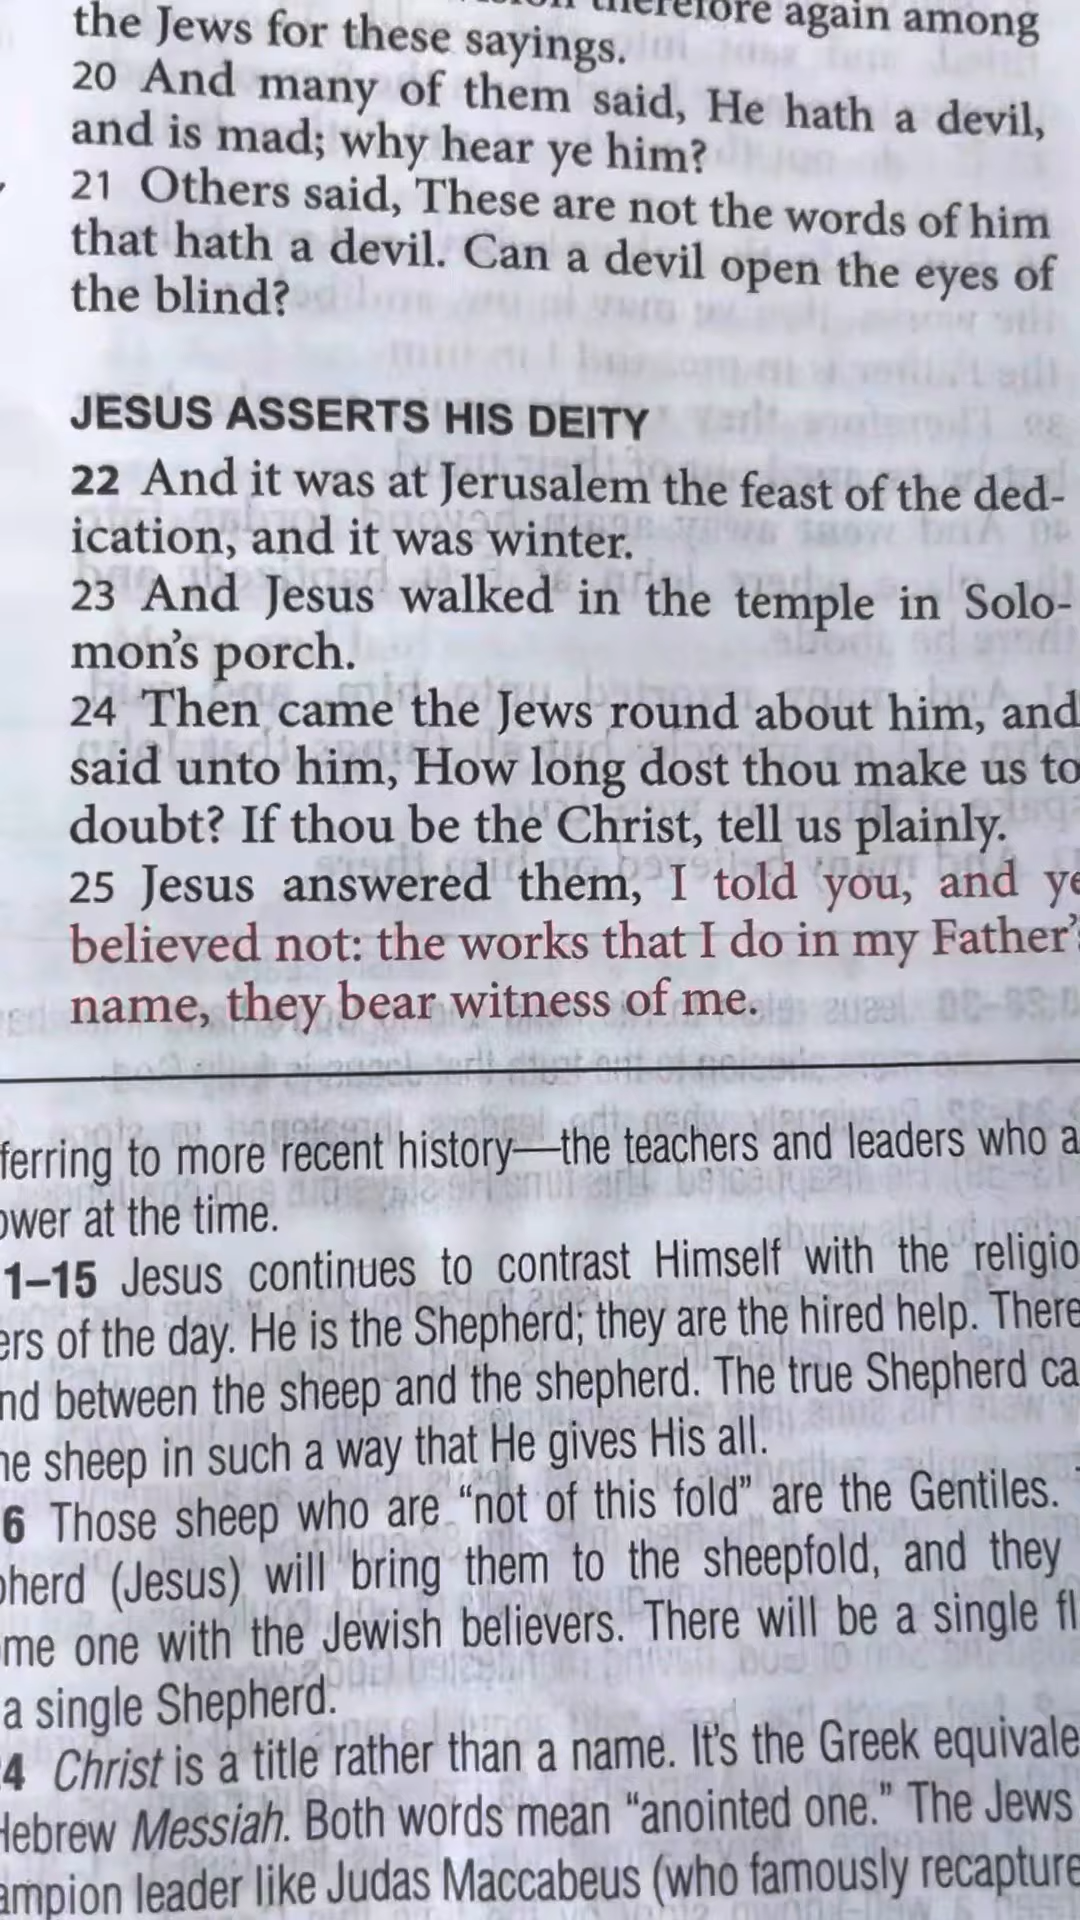 therefore again among
the Jews for these sayings.
20 And many of them said, He hath a devil,
and is mad; why hear ye him?
21 Others said, These are not the words of him
that hath a devil. Can a devil open the eyes of
the blind?
JESUS ASSERTS HIS DEITY
22 And it was at Jerusalem the feast of the ded-
ication, and it was winter.
23 And Jesus walked in the temple in Solo-
mon's porch.
24 Then came the Jews round about him, and
said unto him, How long dost thou make us to
doubt? If thou be the Christ, tell us plainly.
25 Jesus answered them, I told you, and ye
believed not: the works that I do in my Father's
name, they bear witness of me.
ferring to more recent history—the teachers and leaders who a
ower at the time.
1–15 Jesus continues to contrast Himself with the religio
ers of the day. He is the Shepherd; they are the hired help. There
nd between the sheep and the shepherd. The true Shepherd ca
he sheep in such a way that He gives His all.
6 Those sheep who are "not of this fold" are the Gentiles.
pherd (Jesus) will bring them to the sheepfold, and they
me one with the Jewish believers. There will be a single fl
a single Shepherd.
4 Christ is a title rather than a name. It's the Greek equivale
Hebrew Messiah. Both words mean "anointed one." The Jews
ampion leader like Judas Maccabeus (who famously recapture